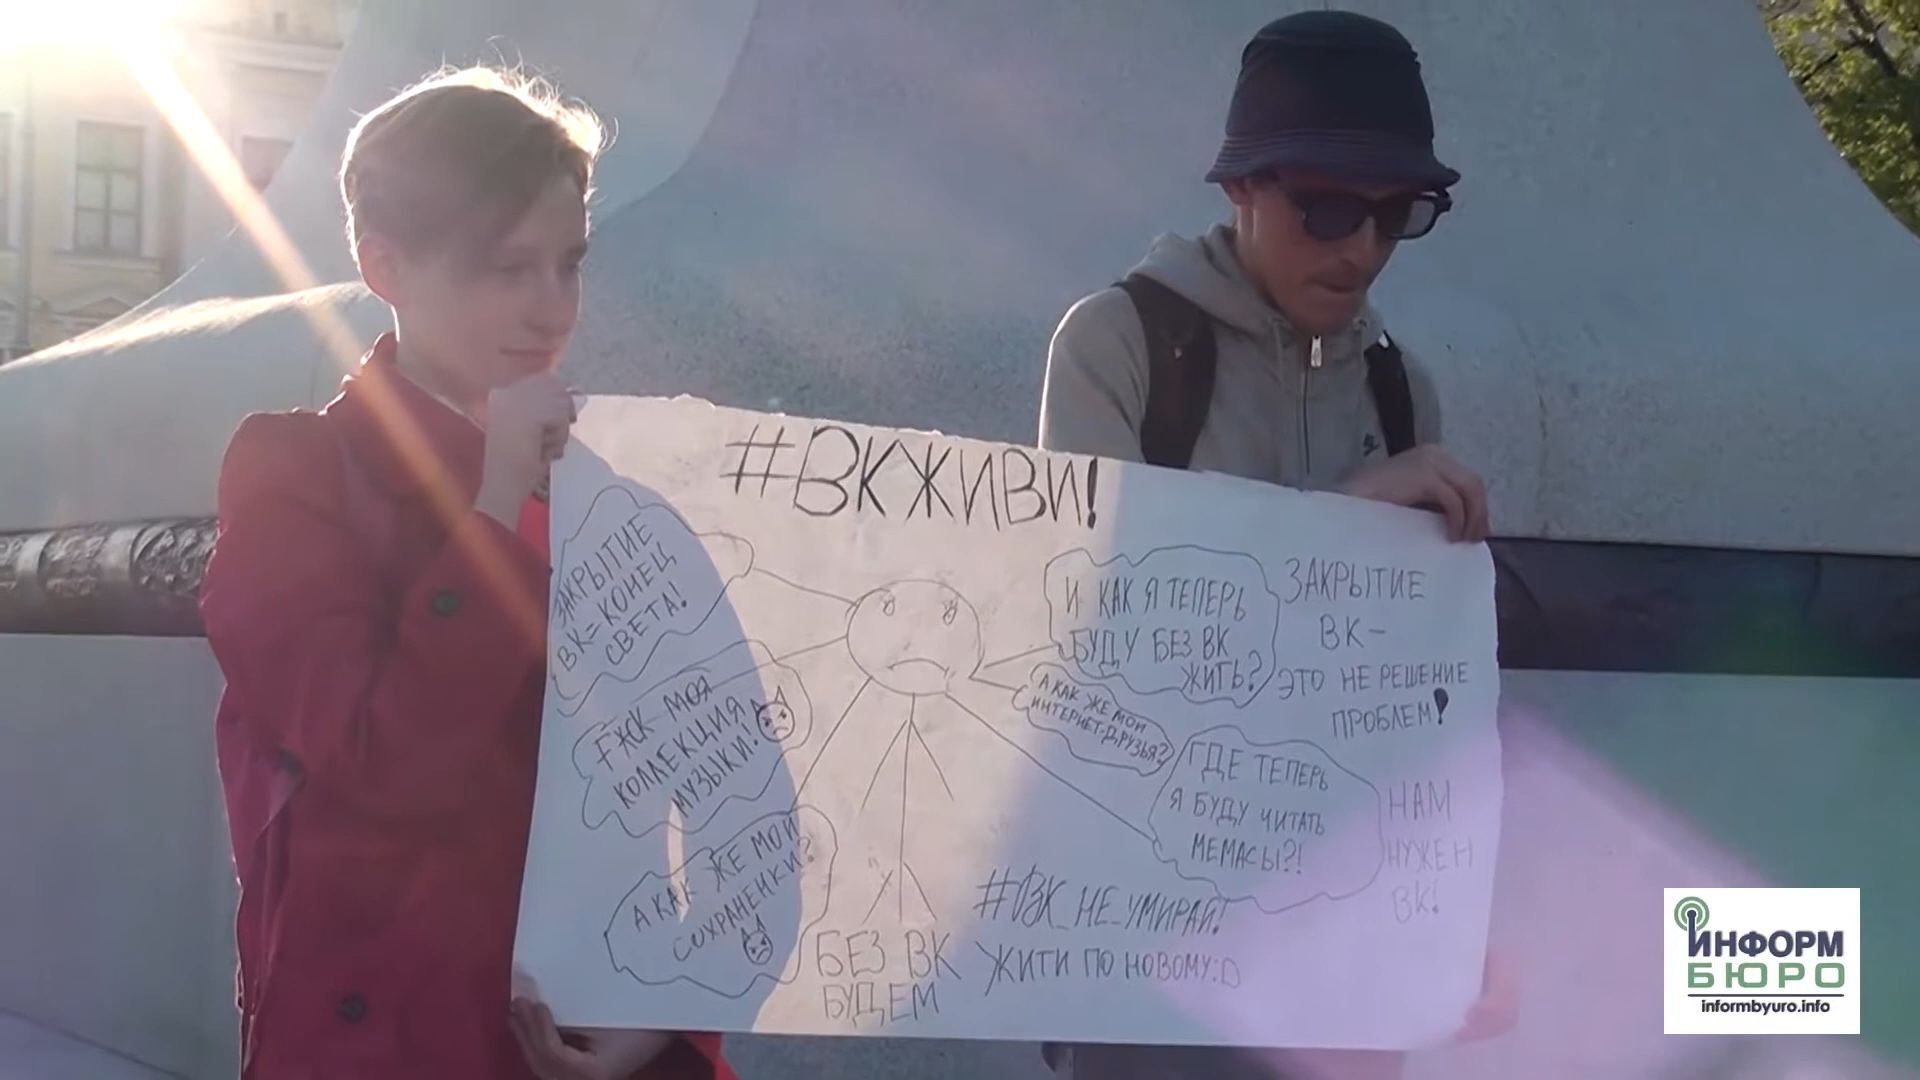 #ВКЖИВИ!
ЗАКРЫТИЕ
ВК=КОНЕЦ
СВЕТА!
F*CK МОЯ
КОЛЛЕКЦИЯ
МУЗЫКИ!
А КАК ЖЕ МОИ
СОХРАНЕНКИ?
И КАК Я ТЕПЕРЬ
БУДУ БЕЗ ВК
ЖИТЬ?
А КАК ЖЕ МОИ
ИНТЕРНЕТ-ДРУЗЬЯ?
ГДЕ ТЕПЕРЬ
Я БУДУ ЧИТАТЬ
МЕМАСЫ?!
ЗАКРЫТИЕ
ВК-
ЭТО НЕ РЕШЕНИЕ
ПРОБЛЕМ!
НАМ
НУЖЕН
ВК!
#ВК_НЕ_УМИРАЙ!
БЕЗ ВК ЖИТИ ПО НОВОМУ:D
БУДЕМ
ИНФОРМ
БЮРО
informbyuro.info